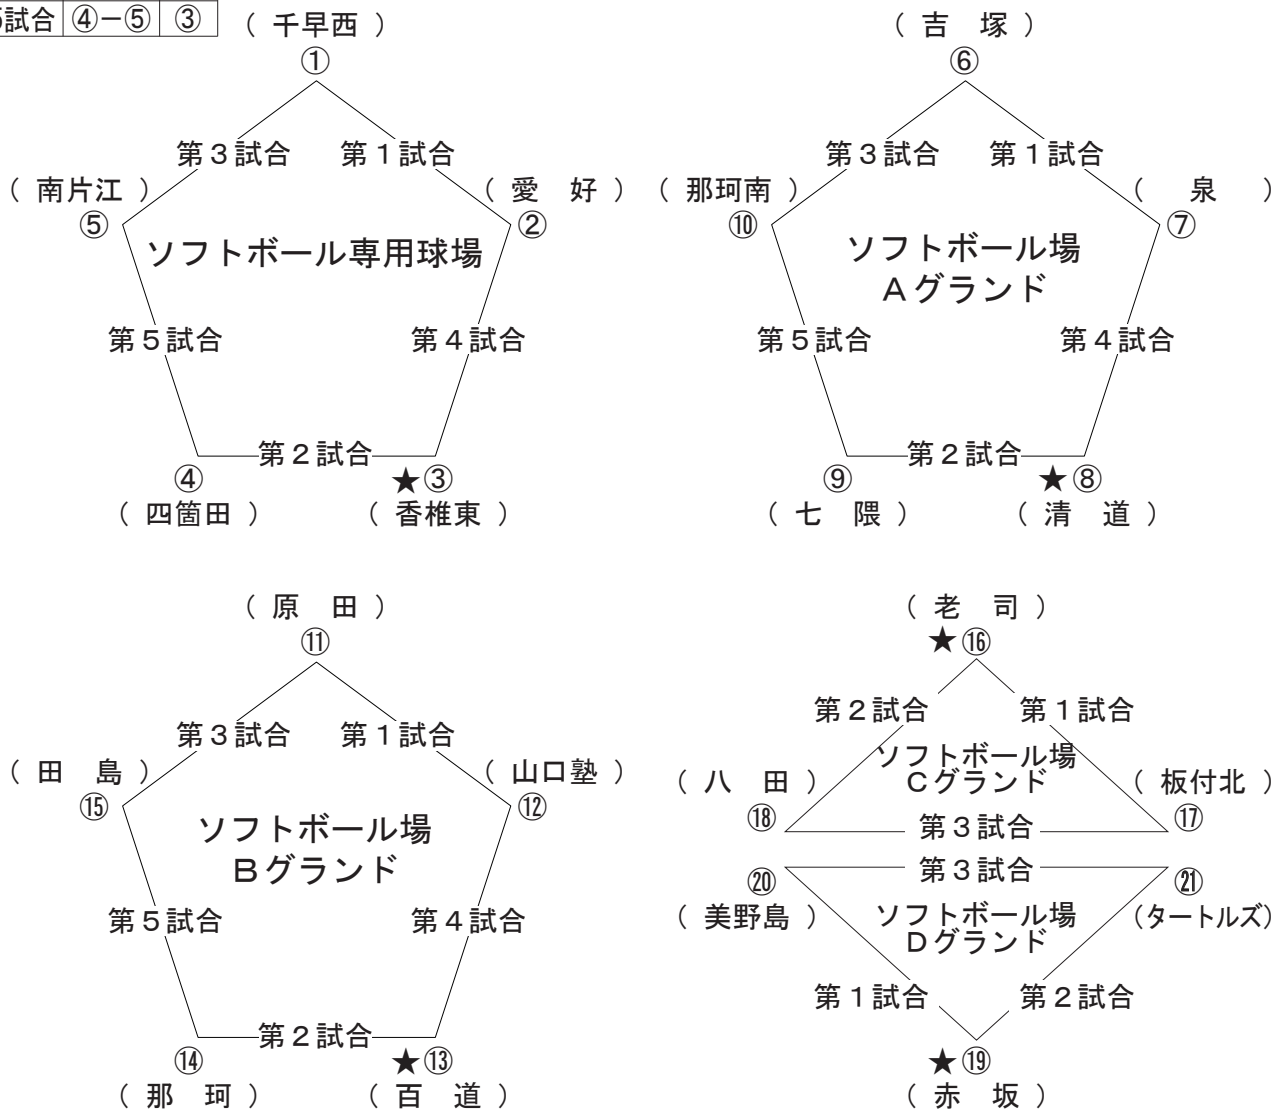 試合 ④－⑤ ③
（ 千早西 ）
①
第３試合 第１試合
（ 南片江 ）
⑤
（ 愛　好 ）
②
ソフトボール専用球場
第５試合 第４試合
第２試合
④
（ 四箇田 ）
★③
（ 香椎東 ）
（ 吉　塚 ）
⑥
第３試合 第１試合
（ 那珂南 ）
⑩
（　泉　）
⑦
ソフトボール場
Ａグランド
第５試合 第４試合
第２試合
⑨
（ 七　隈 ）
★⑧
（ 清　道 ）
（ 原　田 ）
⑪
第３試合 第１試合
（ 田　島 ）
⑮
（ 山口塾 ）
⑫
ソフトボール場
Ｂグランド
第５試合 第４試合
第２試合
⑭
（ 那　珂 ）
★⑬
（ 百　道 ）
（ 老　司 ）
★⑯
第２試合 第１試合
ソフトボール場
Ｃグランド
（ 八　田 ）
⑱
（ 板付北 ）
⑰
第３試合
第３試合
⑳
（ 美野島 ）
㉑
（タートルズ）
ソフトボール場
Ｄグランド
第１試合 第２試合
★⑲
（ 赤　坂 ）